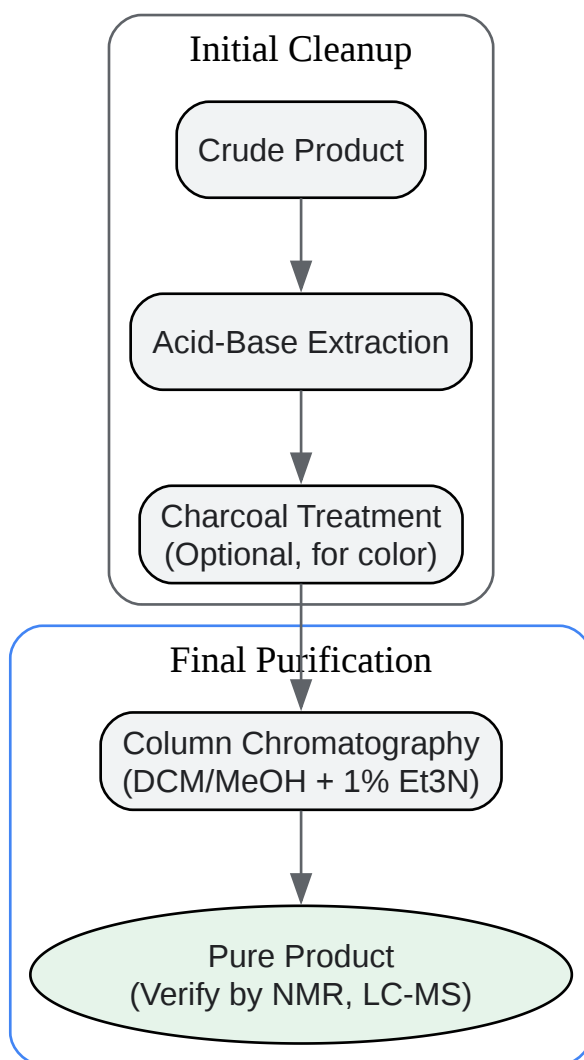 Initial Cleanup
Crude Product
Acid-Base Extraction
Charcoal Treatment
(Optional, for color)
Final Purification
Column Chromatography
(DCM/MeOH + 1% Et3N)
Pure Product
(Verify by NMR, LC-MS)